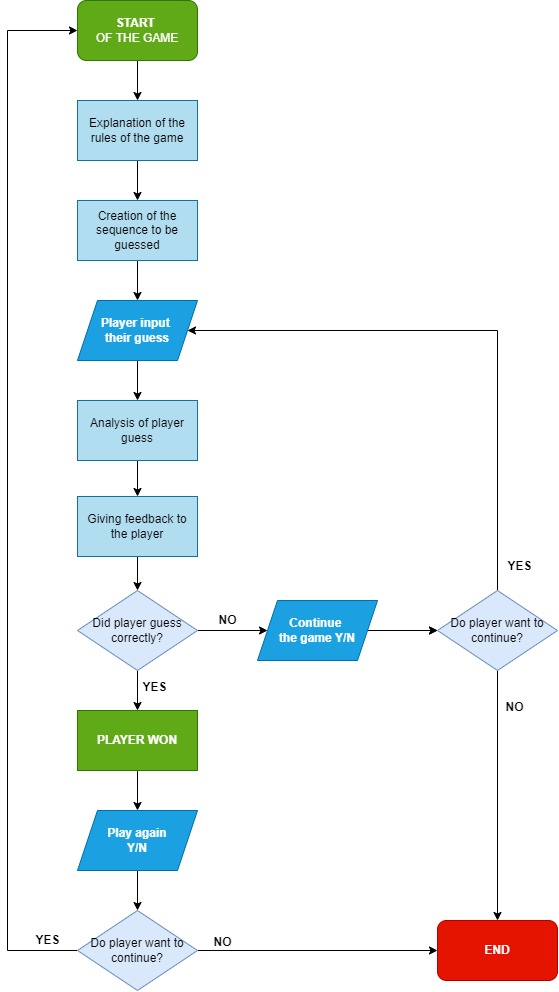 START
OF THE GAME
Explanation of the
rules of the game
Creation of the
sequence to be
guessed
Player input
their guess
Analysis of player
guess
Giving feedback to
the player
Did player guess
correctly?
NO
Continue
the game Y/N
Do player want to
continue?
YES
NO
YES
PLAYER WON
Play again
Y/N
Do player want to
continue?
YES
NO
END